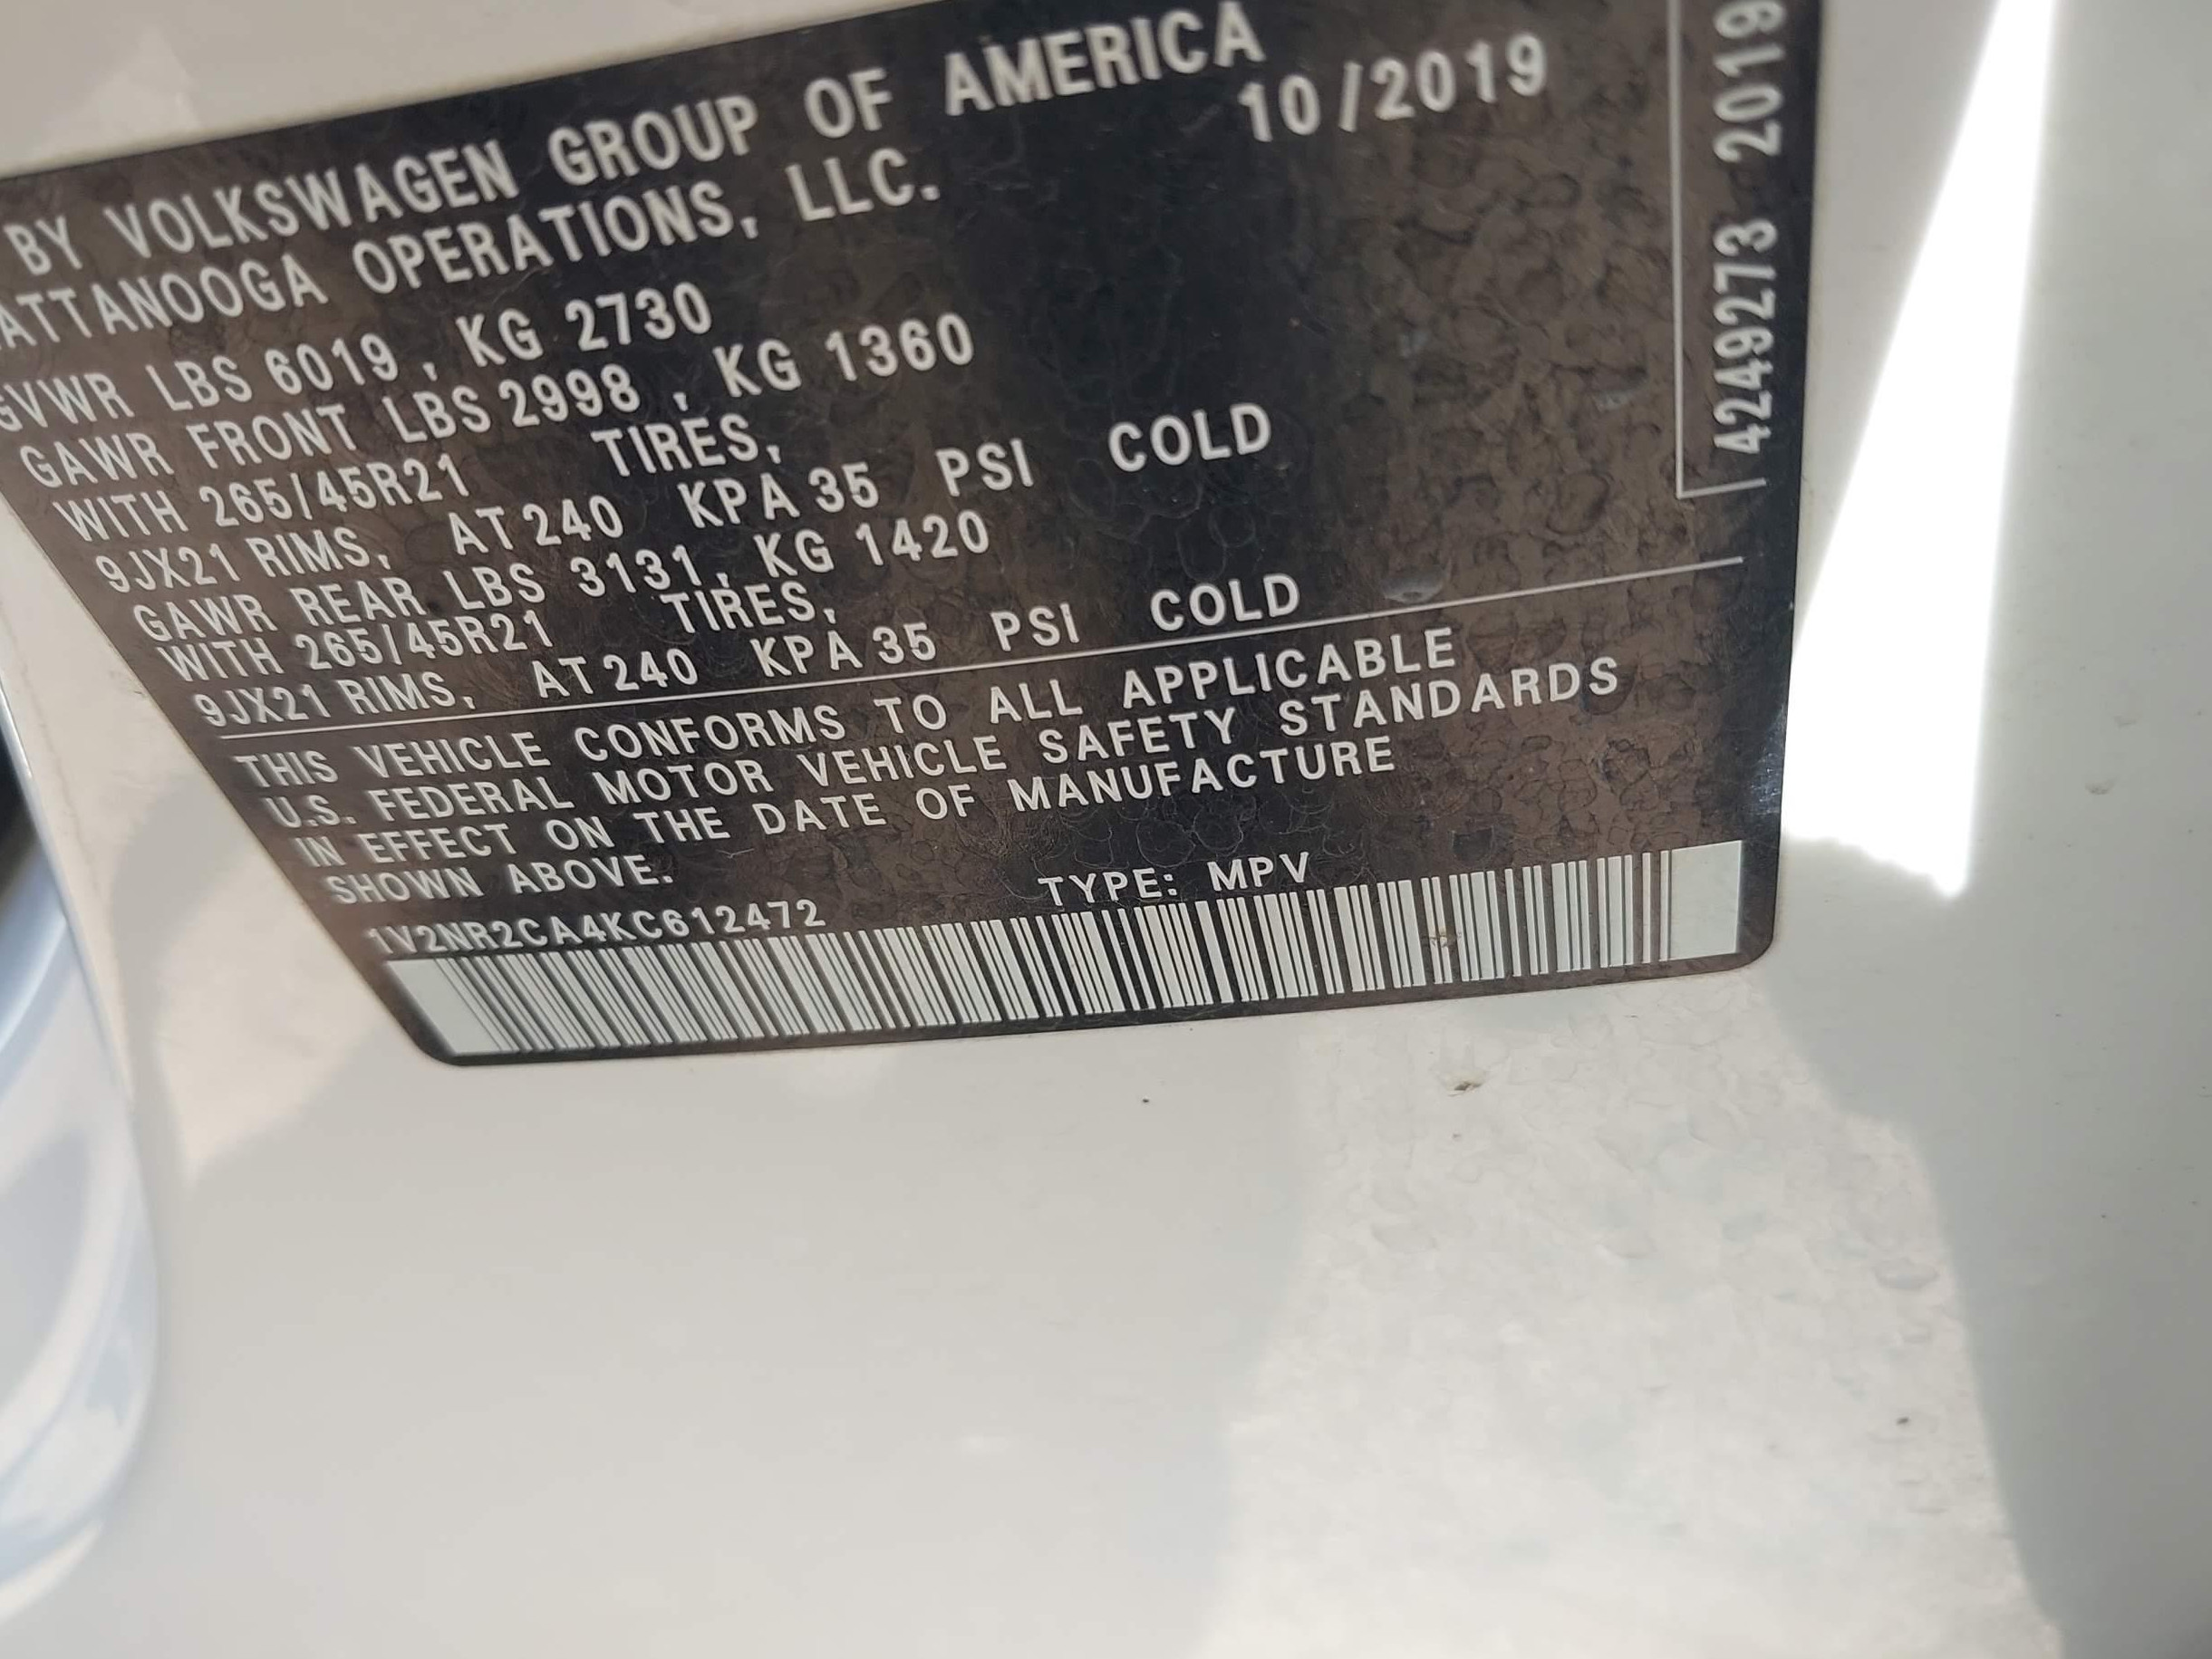 BY VOLKSWAGEN GROUP OF AMERICA
ATTANOOGA OPERATIONS, LLC.
10/2019
GVWR LBS 6019 , KG 2730
GAWR FRONT LBS 2998 , KG 1360
WITH 265/45R21 TIRES,
9JX21 RIMS, AT 240 KPA 35 PSI COLD
GAWR REAR LBS 3131, KG 1420
WITH 265/45R21 TIRES,
9JX21 RIMS, AT 240 KPA 35 PSI COLD
THIS VEHICLE CONFORMS TO ALL APPLICABLE
U.S. FEDERAL MOTOR VEHICLE SAFETY STANDARDS
IN EFFECT ON THE DATE OF MANUFACTURE
SHOWN ABOVE.
1V2NR2CA4KC612472 TYPE: MPV
4249273 2019